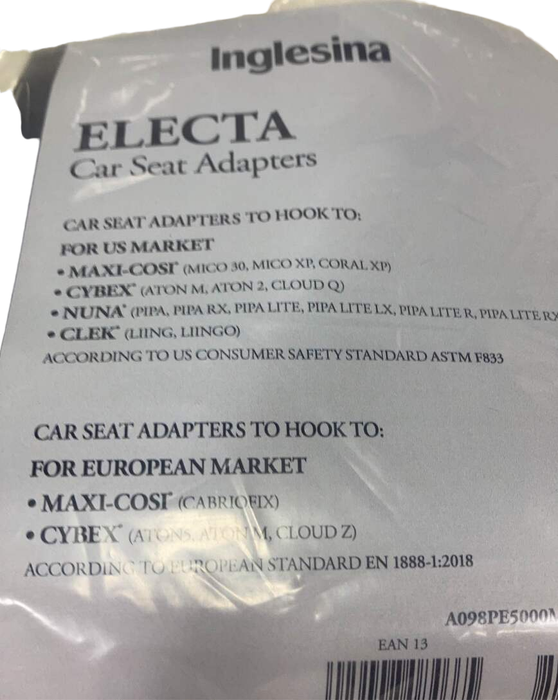 Inglesina
ELECTA
Car Seat Adapters
CAR SEAT ADAPTERS TO HOOK TO:
FOR US MARKET
• MAXI-COSI® (MICO 30, MICO XP, CORAL XP)
• CYBEX® (ATON M, ATON 2, CLOUD Q)
• NUNA® (PIPA, PIPA RX, PIPA LITE, PIPA LITE LX, PIPA LITE R, PIPA LITE RX
• CLEK® (LIING, LIINGO)
ACCORDING TO US CONSUMER SAFETY STANDARD ASTM F833
CAR SEAT ADAPTERS TO HOOK TO:
FOR EUROPEAN MARKET
• MAXI-COSI® (CABRIOFIX)
• CYBEX® (ATON5, ATON M, CLOUD Z)
ACCORDING TO EUROPEAN STANDARD EN 1888-1:2018
A098PE5000
EAN 13